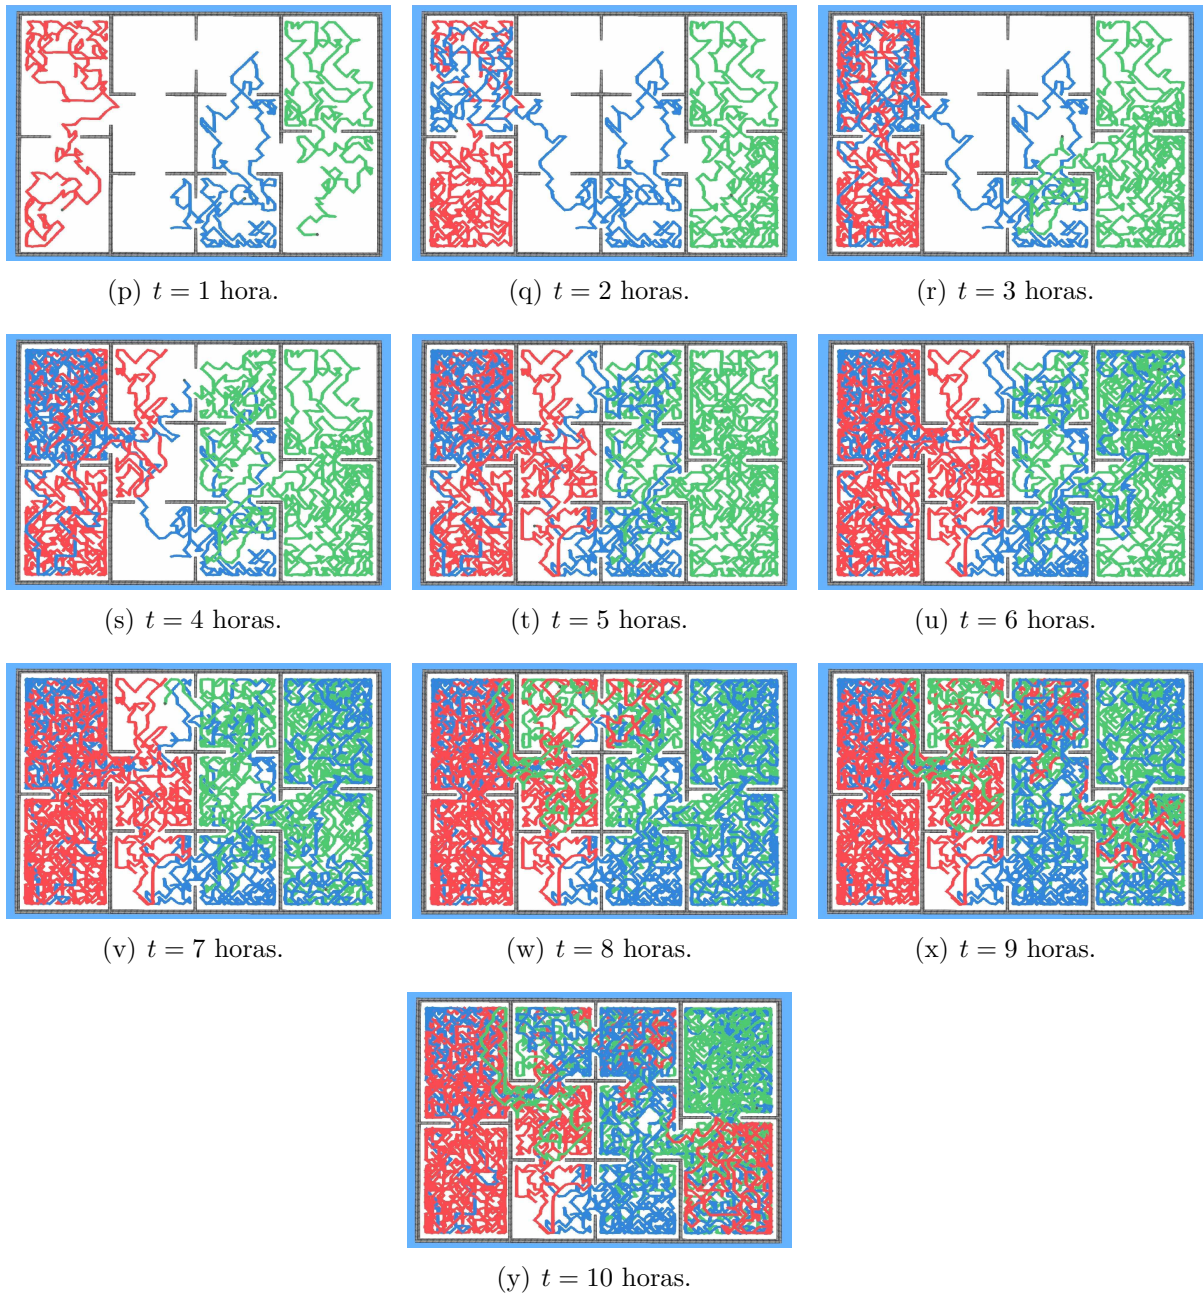 (p) t = 1 hora.
(q) t = 2 horas.
(r) t = 3 horas.
(s) t = 4 horas.
(t) t = 5 horas.
(u) t = 6 horas.
(v) t = 7 horas.
(w) t = 8 horas.
(x) t = 9 horas.
(y) t = 10 horas.